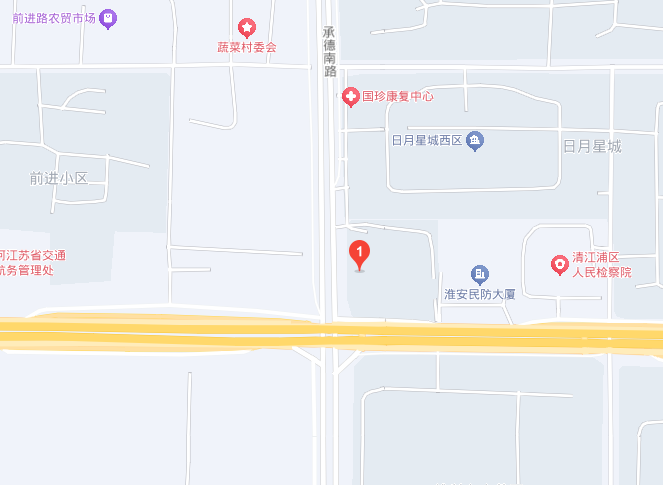 前进路农贸市场
蔬菜村委会
承德南路
国珍康复中心
日月星城西区
日月星城
前进小区
河江苏省交通
航务管理处
1
清江浦区
人民检察院
淮安民防大厦